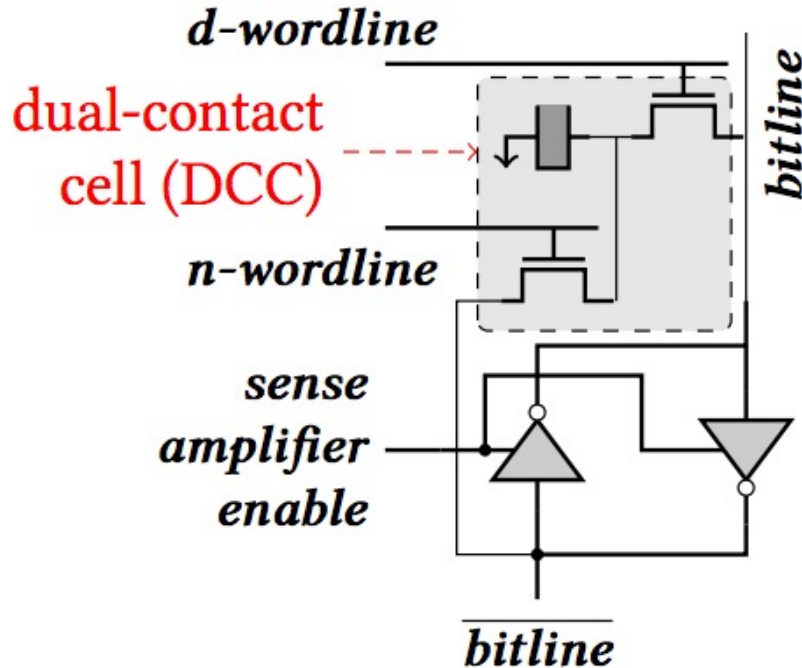 d-wordline
dual-contact
cell (DCC)
bitline
n-wordline
sense
amplifier
enable
bitline